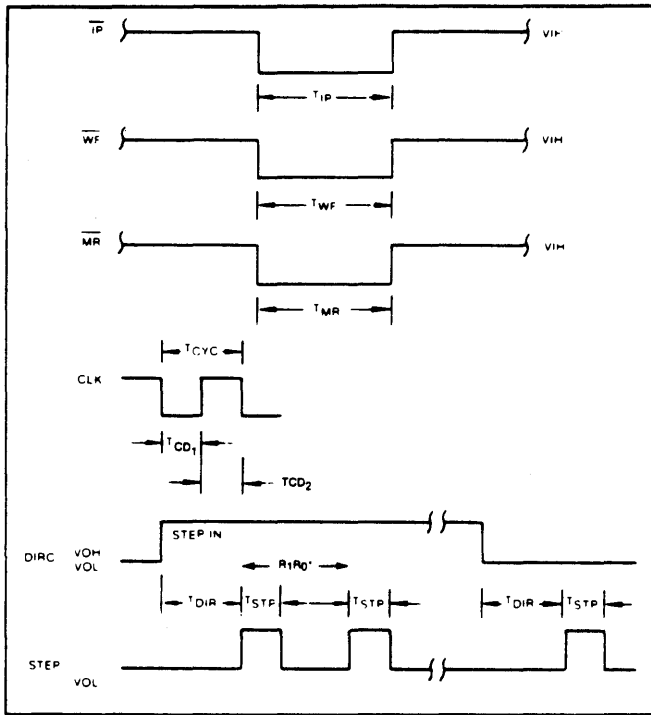 IP VIH
TIP
WF VIH
TWF
MR VIH
TMR
TCYC
CLK
TCD1
TCD2
STEP IN
DIRC VOH
VOL
R1R0*
TDIR TSTP TSTP TDIR TSTP
STEP
VOL